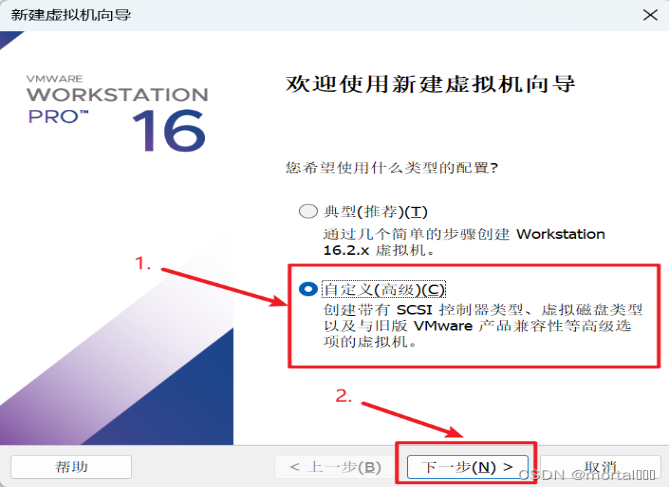 新建虚拟机向导
VMWARE
WORKSTATION
PRO™ 16
欢迎使用新建虚拟机向导
您希望使用什么类型的配置?
典型(推荐)(T)
通过几个简单的步骤创建 Workstation
16.2.x 虚拟机。
1.
自定义(高级)(C)
创建带有 SCSI 控制器类型、虚拟磁盘类型
以及与旧版 VMware 产品兼容性等高级选
项的虚拟机。
2.
帮助
< 上一步(B)
下一步(N) >
取消
CSDN @mortal